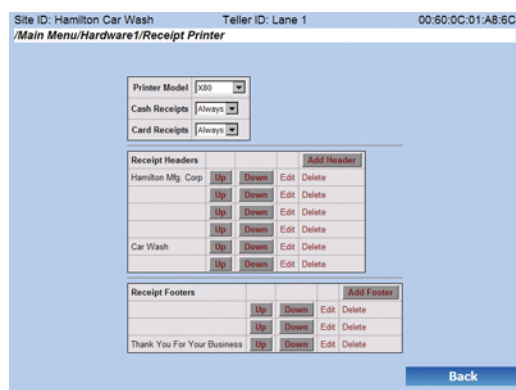 Site ID: Hamilton Car Wash Teller ID: Lane 1 00:60:0C:01:A8:6C
/Main Menu/Hardware1/Receipt Printer
Printer Model X80
Cash Receipts Always
Card Receipts Always
Receipt Headers Add Header
Hamilton Mfg. Corp Up Down Edit Delete
Up Down Edit Delete
Up Down Edit Delete
Up Down Edit Delete
Car Wash Up Down Edit Delete
Up Down Edit Delete
Receipt Footers Add Footer
Up Down Edit Delete
Up Down Edit Delete
Thank You For Your Business Up Down Edit Delete
Back